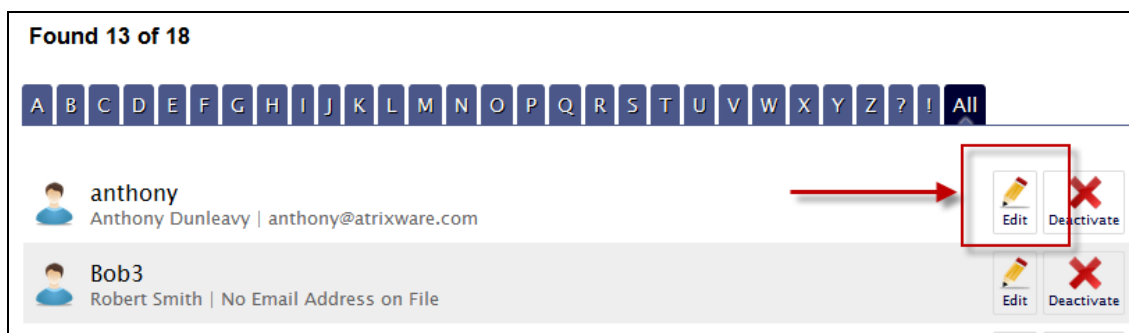 Found 13 of 18
A B C D E F G H I J K L M N O P Q R S T U V W X Y Z ? ! All
anthony
Anthony Dunleavy | anthony@atrixware.com
Edit Deactivate
Bob3
Robert Smith | No Email Address on File
Edit Deactivate